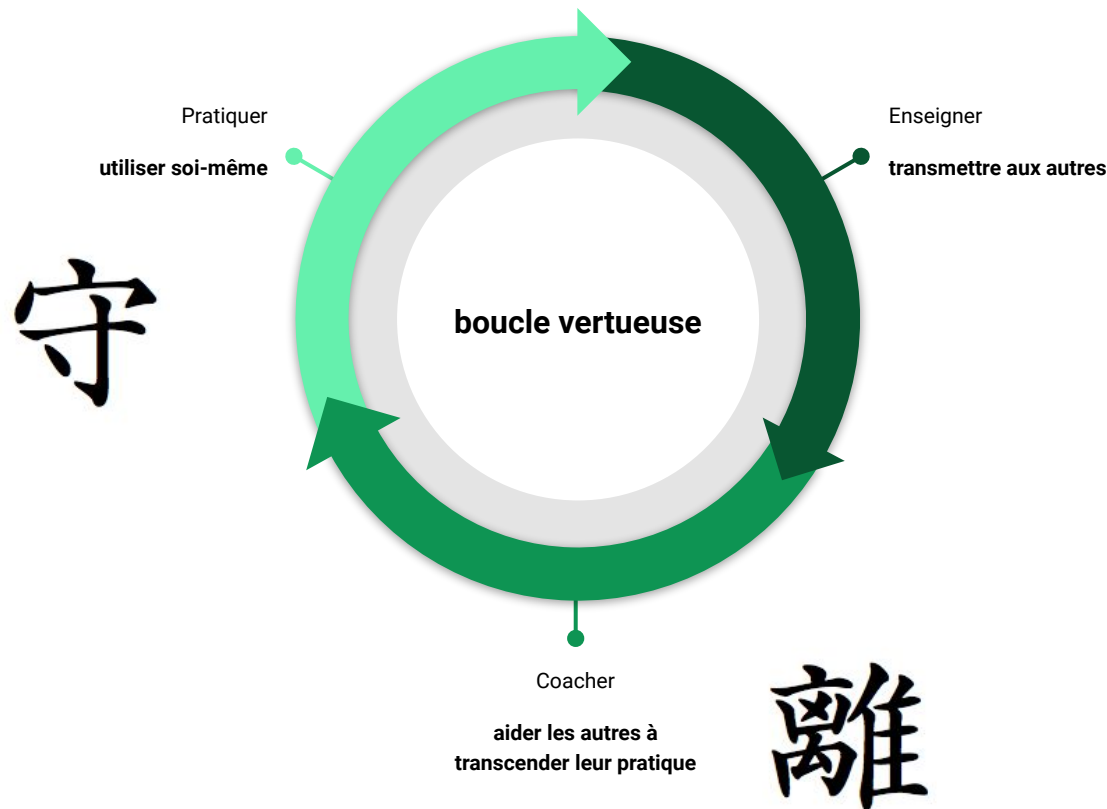 Pratiquer
utiliser soi-même
Enseigner
transmettre aux autres
守
boucle vertueuse
Coacher
aider les autres à
transcender leur pratique
離